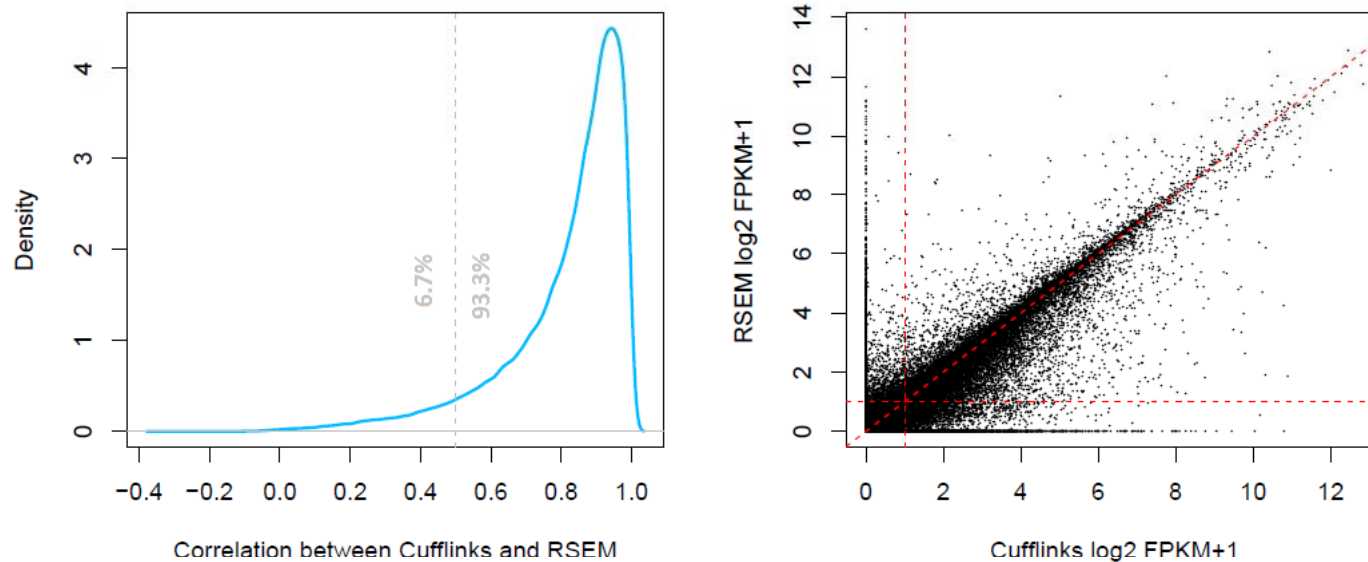 Density
4
3
2
1
0
6.7%
93.3%
−0.4 −0.2 0.0 0.2 0.4 0.6 0.8 1.0
Correlation between Cufflinks and RSEM
RSEM log2 FPKM+1
14
12
10
8
6
4
2
0
0 2 4 6 8 10 12
Cufflinks log2 FPKM+1